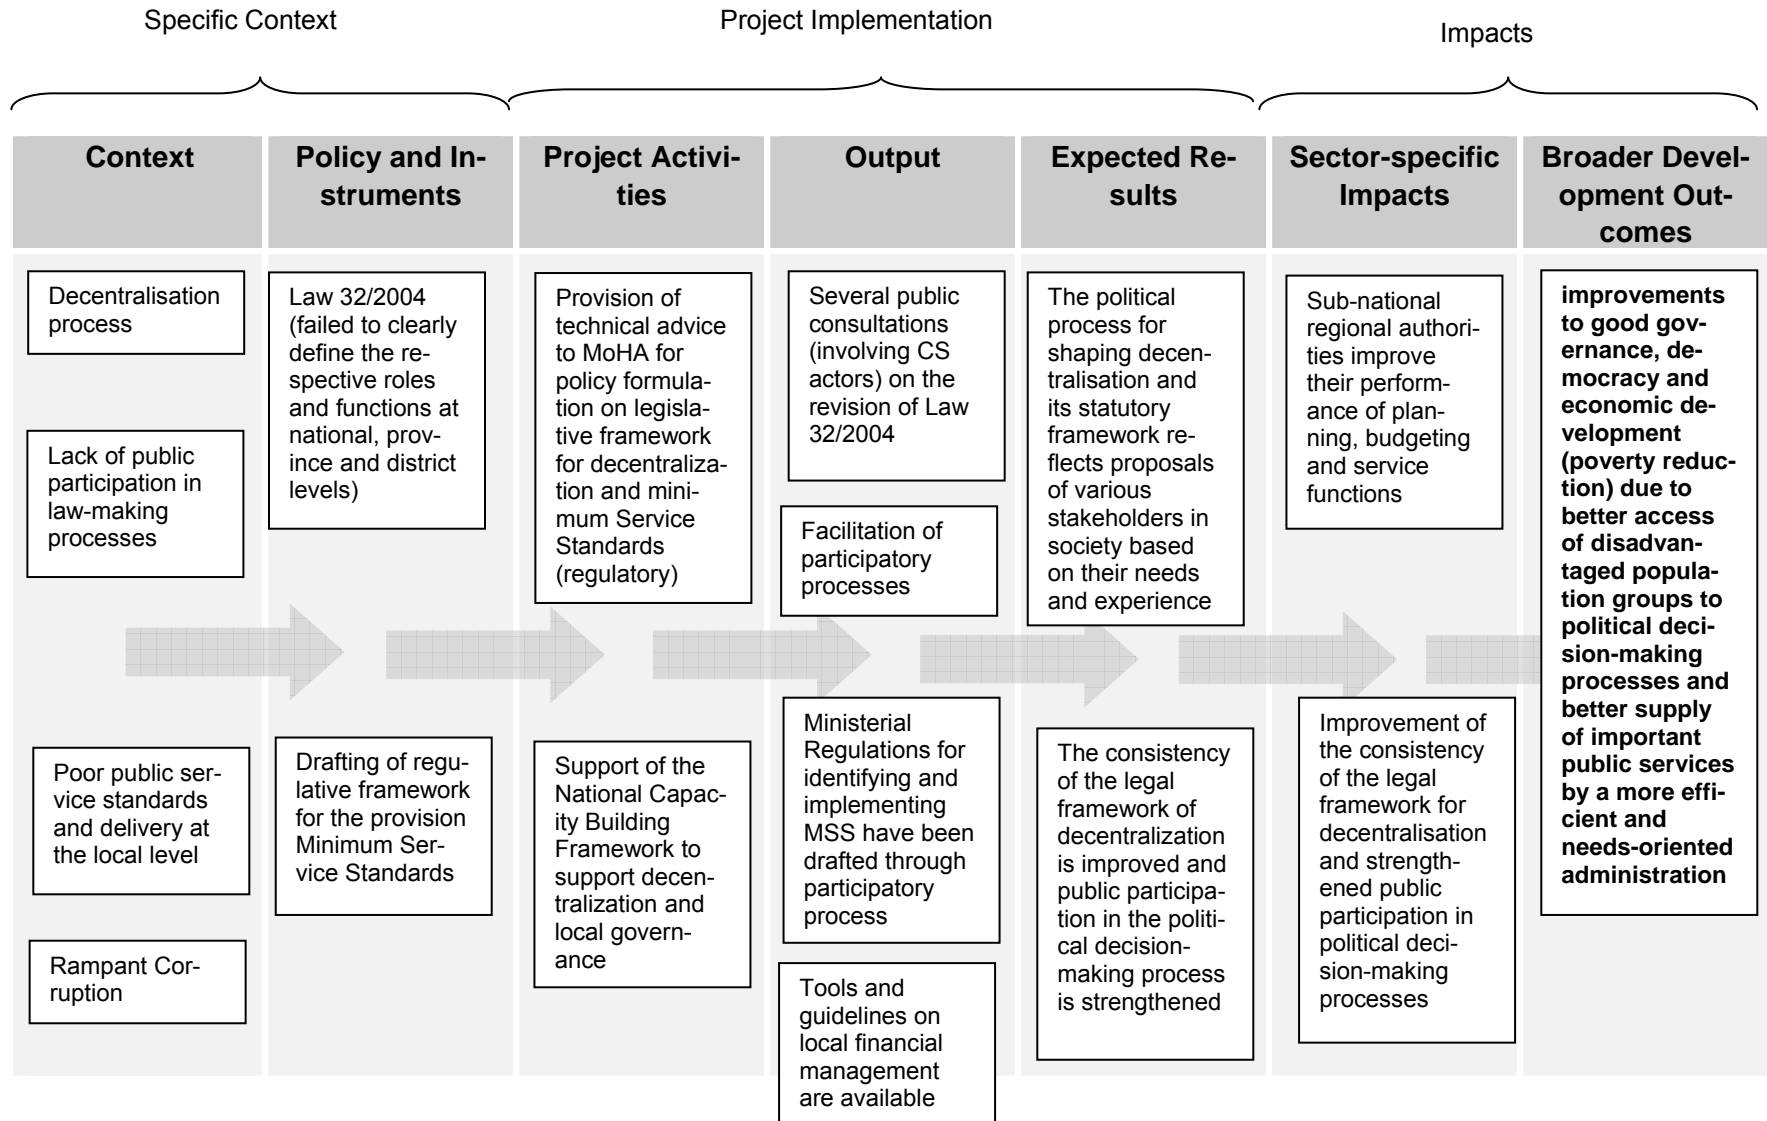 Specific Context
Project Implementation
Impacts
Context
Policy and In-
struments
Project Activi-
ties
Output
Expected Re-
sults
Sector-specific
Impacts
Broader Devel-
opment Out-
comes
Decentralisation
process
Lack of public
participation in
law-making
processes
Poor public ser-
vice standards
and delivery at
the local level
Rampant Cor-
ruption
Law 32/2004
(failed to clearly
define the re-
spective roles
and functions at
national, prov-
ince and district
levels)
Drafting of regu-
lative framework
for the provision
Minimum Ser-
vice Standards
Provision of
technical advice
to MoHA for
policy formula-
tion on legisla-
tive framework
for decentraliza-
tion and mini-
mum Service
Standards
(regulatory)
Support of the
National Capac-
ity Building
Framework to
support decen-
tralization and
local govern-
ance
Several public
consultations
(involving CS
actors) on the
revision of Law
32/2004
Facilitation of
participatory
processes
Ministerial
Regulations for
identifying and
implementing
MSS have been
drafted through
participatory
process
Tools and
guidelines on
local financial
management
are available
The political
process for
shaping decen-
tralisation and
its statutory
framework re-
flects proposals
of various
stakeholders in
society based
on their needs
and experience
The consistency
of the legal
framework of
decentralization
is improved and
public participa-
tion in the politi-
cal decision-
making process
is strengthened
Sub-national
regional authori-
ties improve
their perform-
ance of plan-
ning, budgeting
and service
functions
Improvement of
the consistency
of the legal
framework for
decentralisation
and strength-
ened public
participation in
political deci-
sion-making
processes
improvements
to good gov-
ernance, de-
mocracy and
economic de-
velopment
(poverty reduc-
tion) due to
better access
of disadvan-
taged popula-
tion groups to
political deci-
sion-making
processes and
better supply
of important
public services
by a more effi-
cient and
needs-oriented
administration